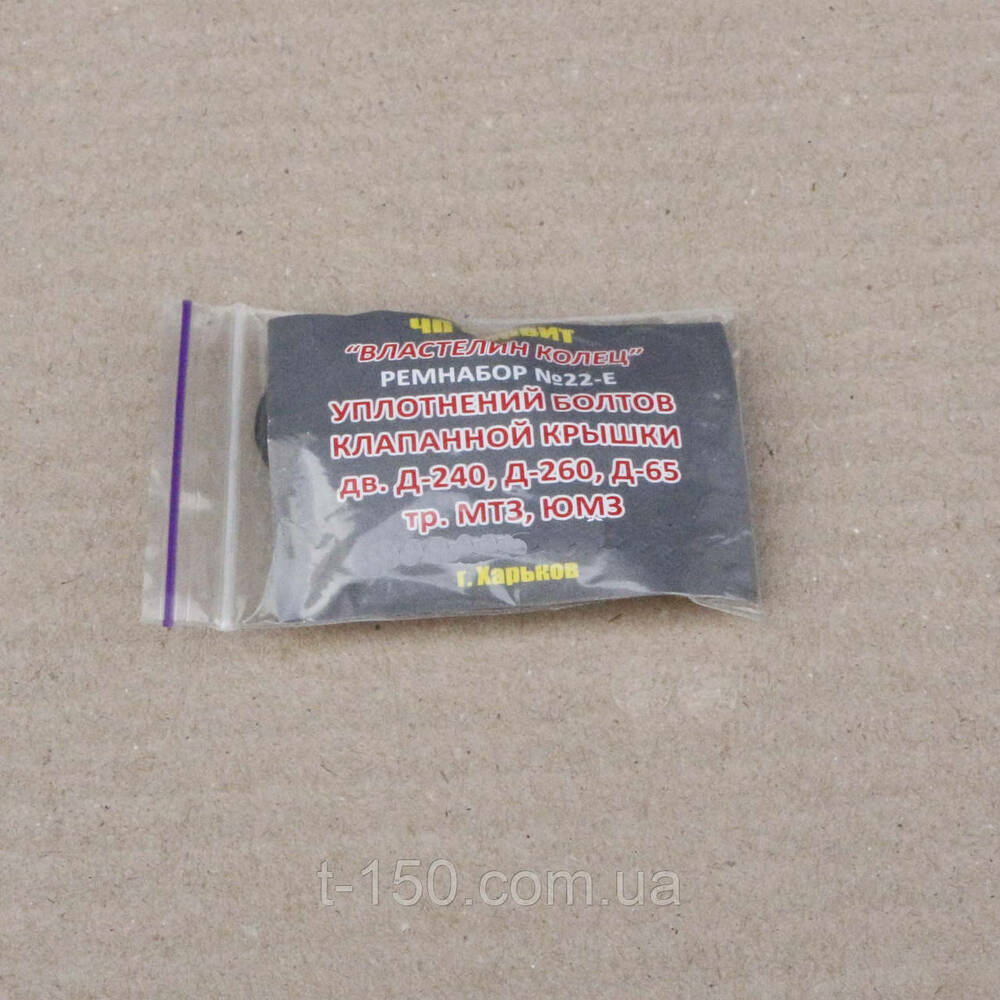 ЧП
"ВЛАСТЕЛИН КОЛЕЦ"
РЕМНАБОР №22-Е
УПЛОТНЕНИЙ БОЛТОВ
КЛАПАННОЙ КРЫШКИ
дв. Д-240, Д-260, Д-65
тр. МТЗ, ЮМЗ
г. Харьков
t-150.com.ua